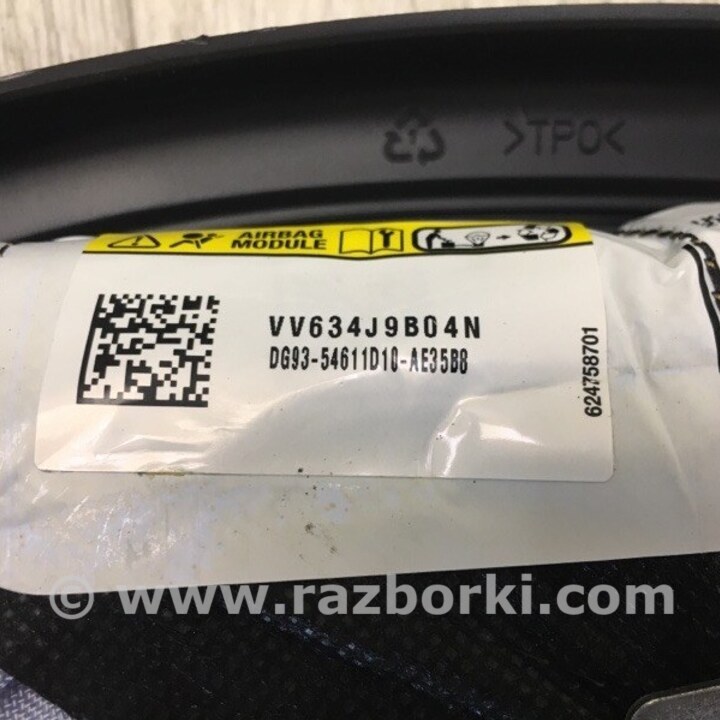 >TPO<
AIRBAG
MODULE
VV634J9B04N
DG93-54611D10-AE35B8
624758701
© www.razborki.com